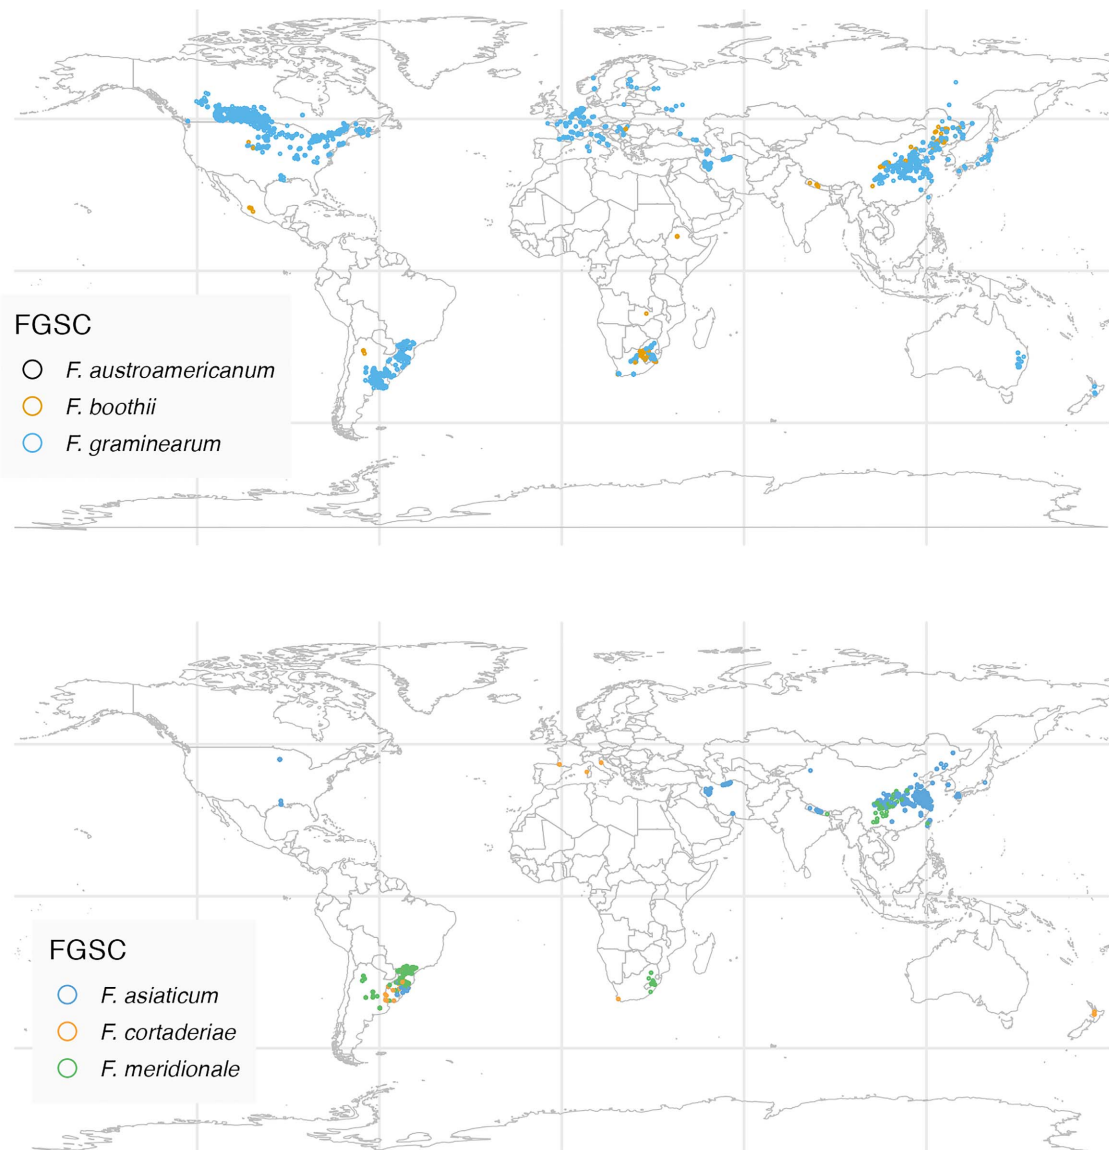 FGSC
F. austroamericanum
F. boothii
F. graminearum
FGSC
F. asiaticum
F. cortaderiae
F. meridionale